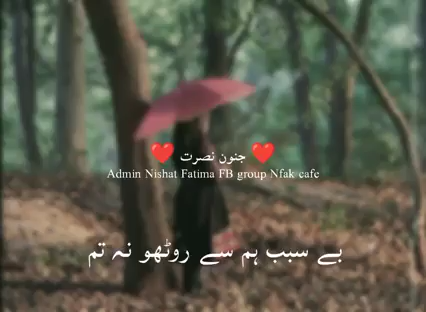 ❤️ جنون نصرت ❤️
Admin Nishat Fatima FB group Nfak cafe
بے سبب ہم سے روٹھو نہ تم